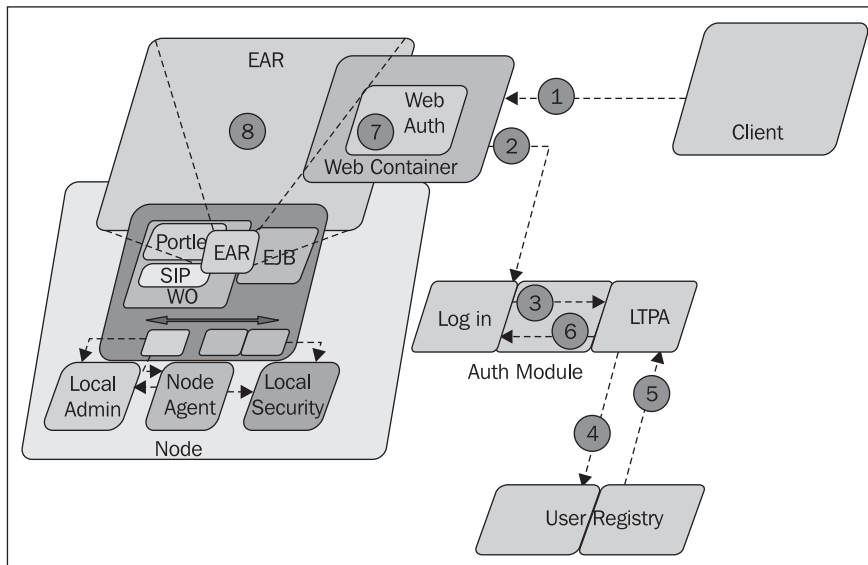 EAR
8
Web
Auth
7
Web Container
1
2
Client
Portle
EAR
EJB
SIP
WO
Log in
3
6
LTPA
Auth Module
Local
Admin
Node
Agent
Local
Security
Node
4
5
User Registry